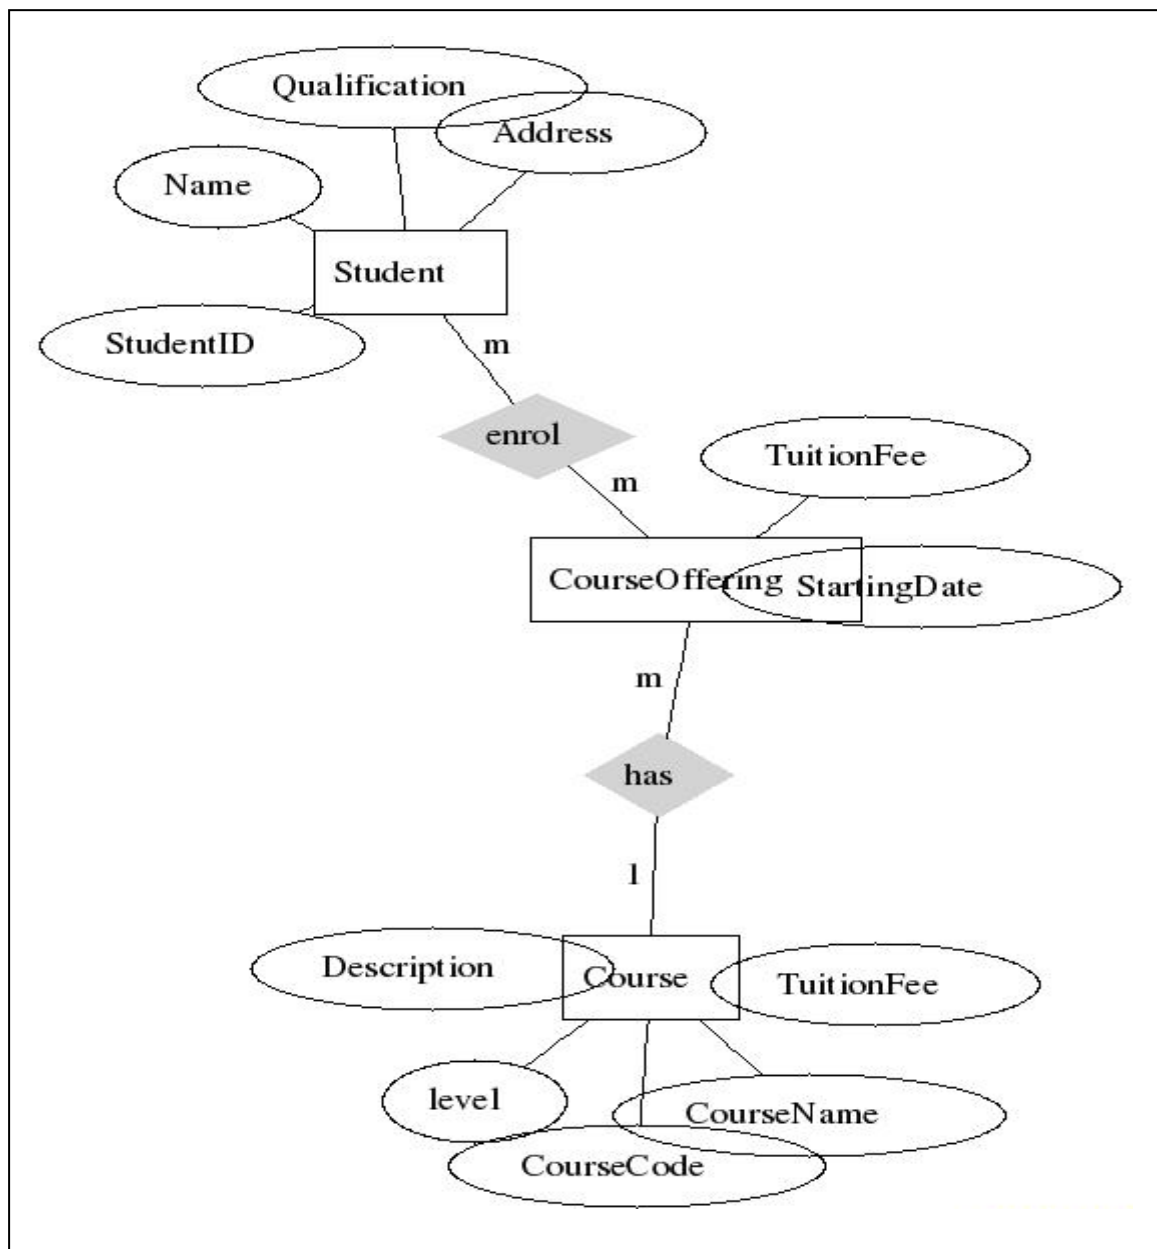 Qualification
Address
Name
Student
StudentID
m
enrol
m
TuitionFee
CourseOffering
StartingDate
m
has
1
Description
Course
TuitionFee
level
CourseName
CourseCode